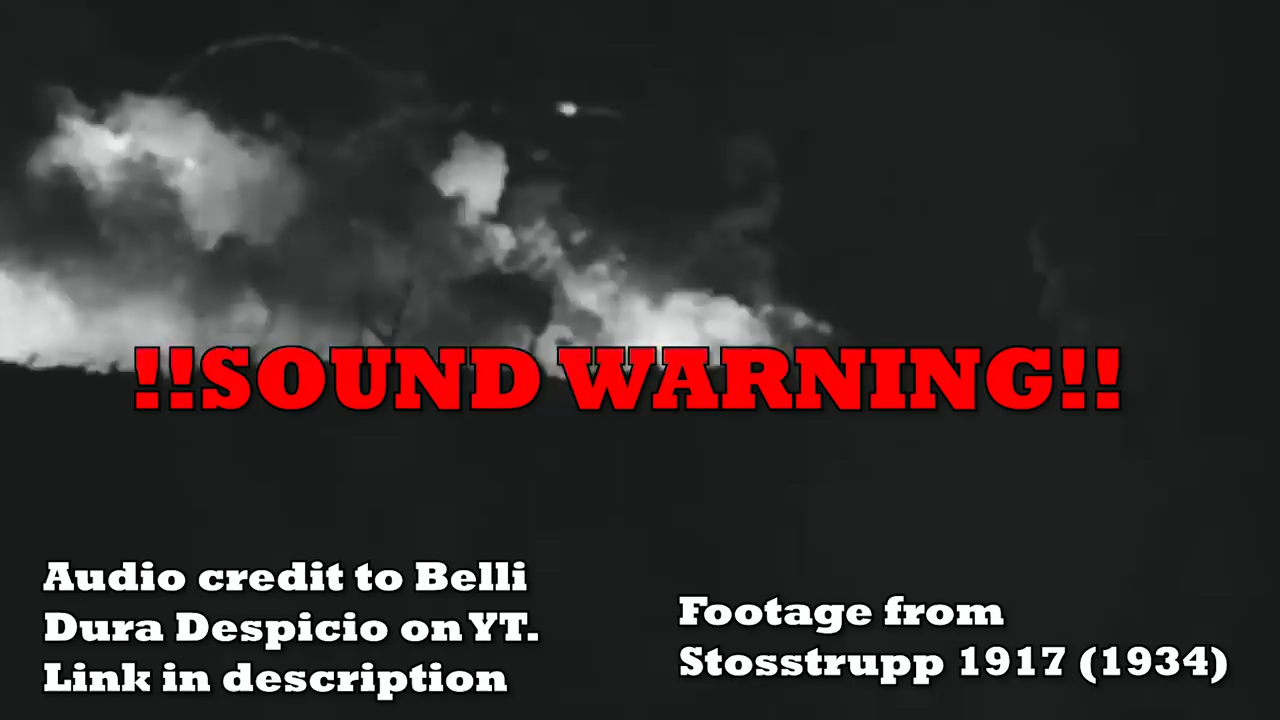 !!SOUND WARNING!!
Audio credit to Belli
Dura Despicio on YT.
Link in description
Footage from
Stosstrupp 1917 (1934)